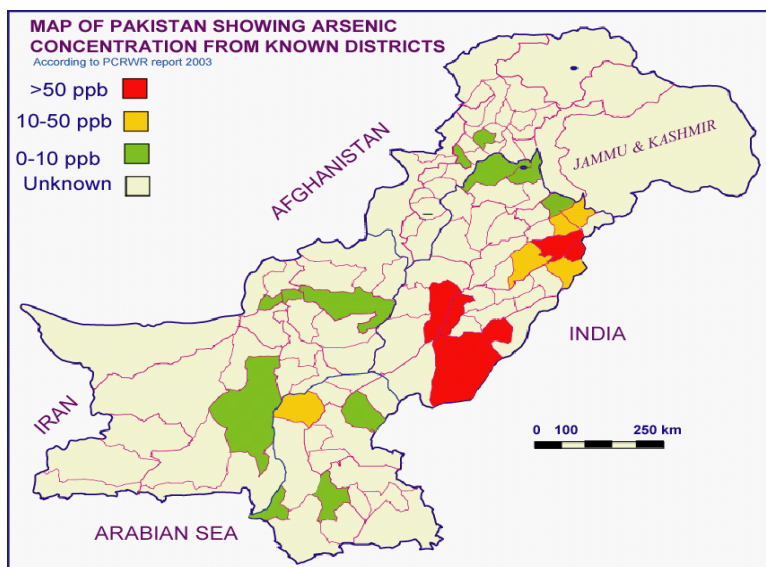 MAP OF PAKISTAN SHOWING ARSENIC
CONCENTRATION FROM KNOWN DISTRICTS
According to PCRWR report 2003
>50 ppb
10-50 ppb
0-10 ppb
Unknown
AFGHANISTAN
JAMMU & KASHMIR
INDIA
IRAN
0 100 250 km
ARABIAN SEA